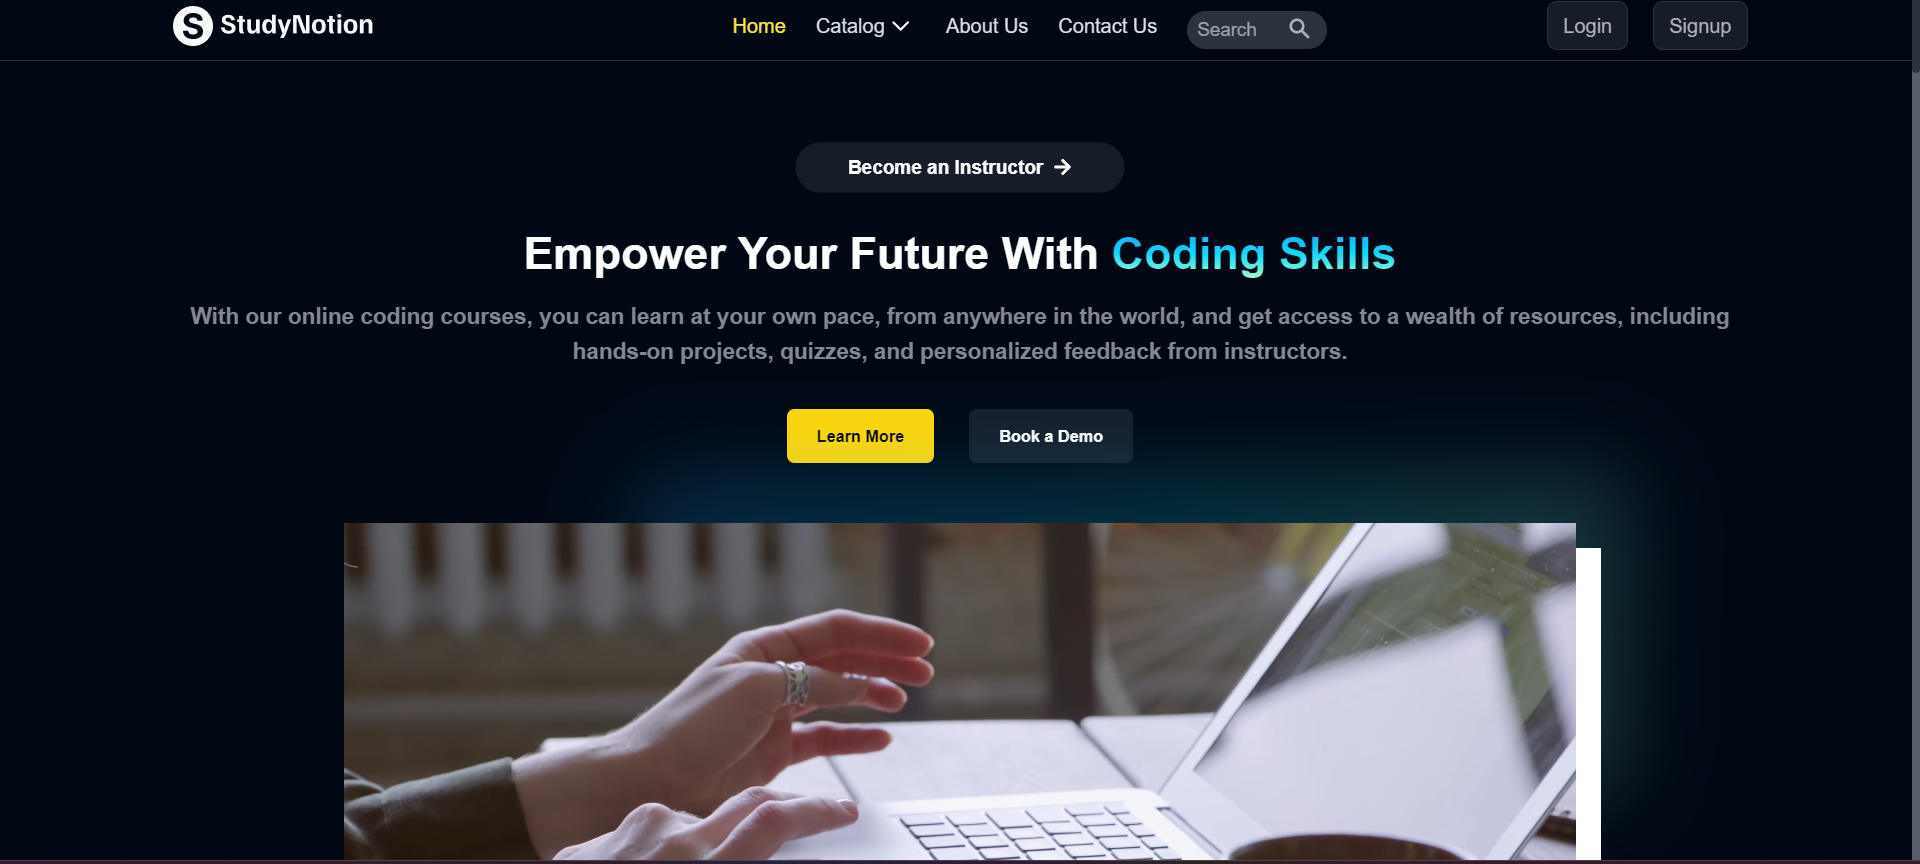 S StudyNotion
Home Catalog About Us Contact Us Search Login Signup
Become an Instructor →
Empower Your Future With Coding Skills
With our online coding courses, you can learn at your own pace, from anywhere in the world, and get access to a wealth of resources, including
hands-on projects, quizzes, and personalized feedback from instructors.
Learn More Book a Demo